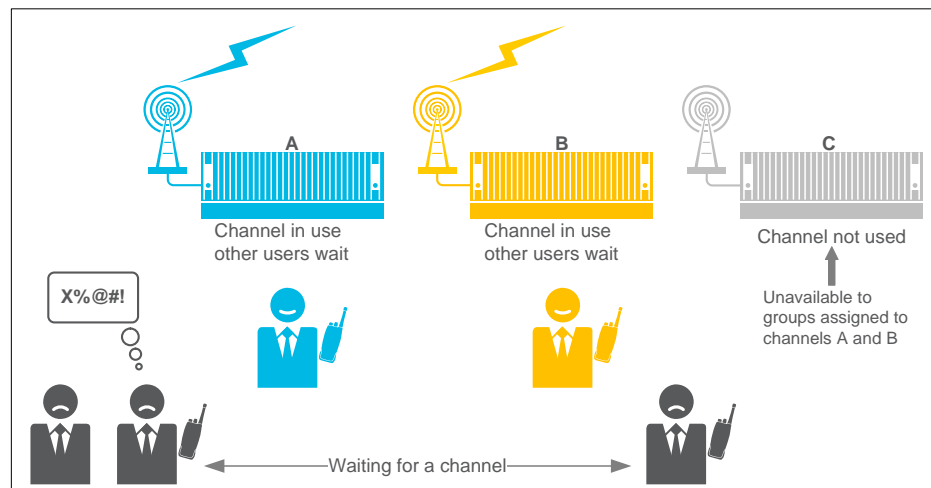 A
B
C
Channel in use
other users wait
Channel in use
other users wait
Channel not used
Unavailable to
groups assigned to
channels A and B
X%@#!
Waiting for a channel